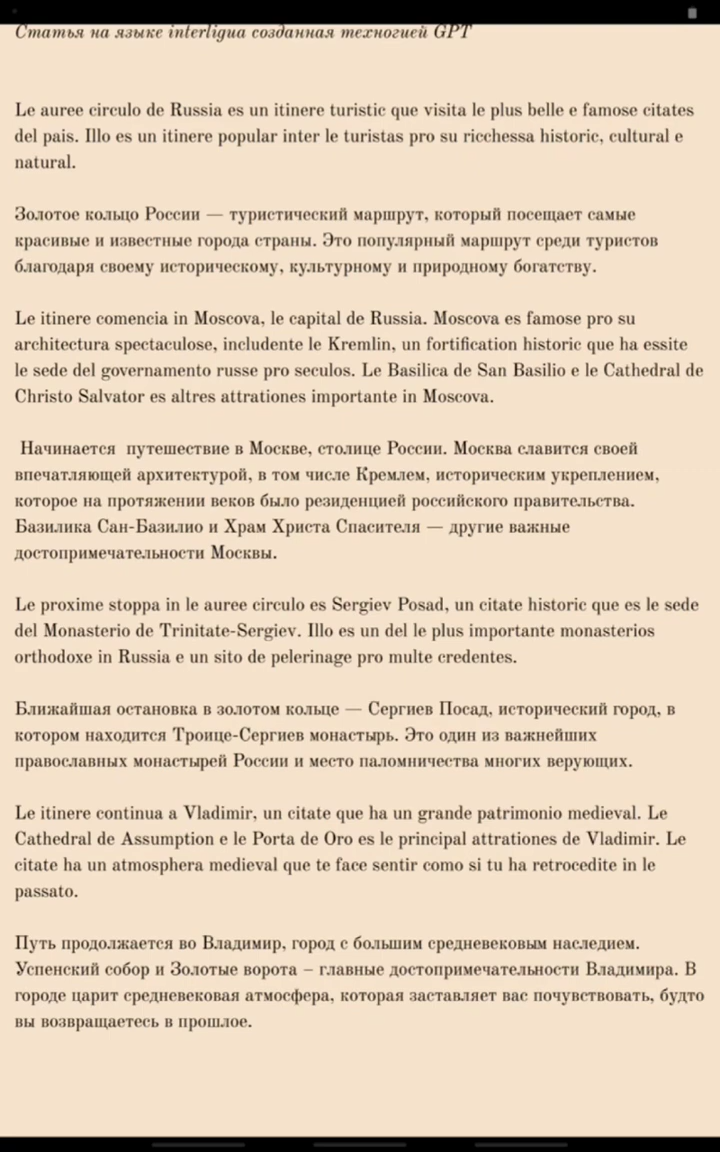 Статья на языке interligua созданная техногией GPT
Le auree circulo de Russia es un itinere turistic que visita le plus belle e famose citates
del pais. Illo es un itinere popular inter le turistas pro su ricchessa historic, cultural e
natural.
Золотое кольцо России — туристический маршрут, который посещает самые
красивые и известные города страны. Это популярный маршрут среди туристов
благодаря своему историческому, культурному и природному богатству.
Le itinere comencia in Moscova, le capital de Russia. Moscova es famose pro su
architectura spectaculose, includente le Kremlin, un fortification historic que ha essite
le sede del governamento russe pro seculos. Le Basilica de San Basilio e le Cathedral de
Christo Salvator es altres attrationes importante in Moscova.
Начинается  путешествие в Москве, столице России. Москва славится своей
впечатляющей архитектурой, в том числе Кремлем, историческим укреплением,
которое на протяжении веков было резиденцией российского правительства.
Базилика Сан-Базилио и Храм Христа Спасителя — другие важные
достопримечательности Москвы.
Le proxime stoppa in le auree circulo es Sergiev Posad, un citate historic que es le sede
del Monasterio de Trinitate-Sergiev. Illo es un del le plus importante monasterios
orthodoxe in Russia e un sito de pelerinage pro multe credentes.
Ближайшая остановка в золотом кольце — Сергиев Посад, исторический город, в
котором находится Троице-Сергиев монастырь. Это один из важнейших
православных монастырей России и место паломничества многих верующих.
Le itinere continua a Vladimir, un citate que ha un grande patrimonio medieval. Le
Cathedral de Assumption e le Porta de Oro es le principal attrationes de Vladimir. Le
citate ha un atmosphera medieval que te face sentir como si tu ha retrocedite in le
passato.
Путь продолжается во Владимир, город с большим средневековым наследием.
Успенский собор и Золотые ворота – главные достопримечательности Владимира. В
городе царит средневековая атмосфера, которая заставляет вас почувствовать, будто
вы возвращаетесь в прошлое.